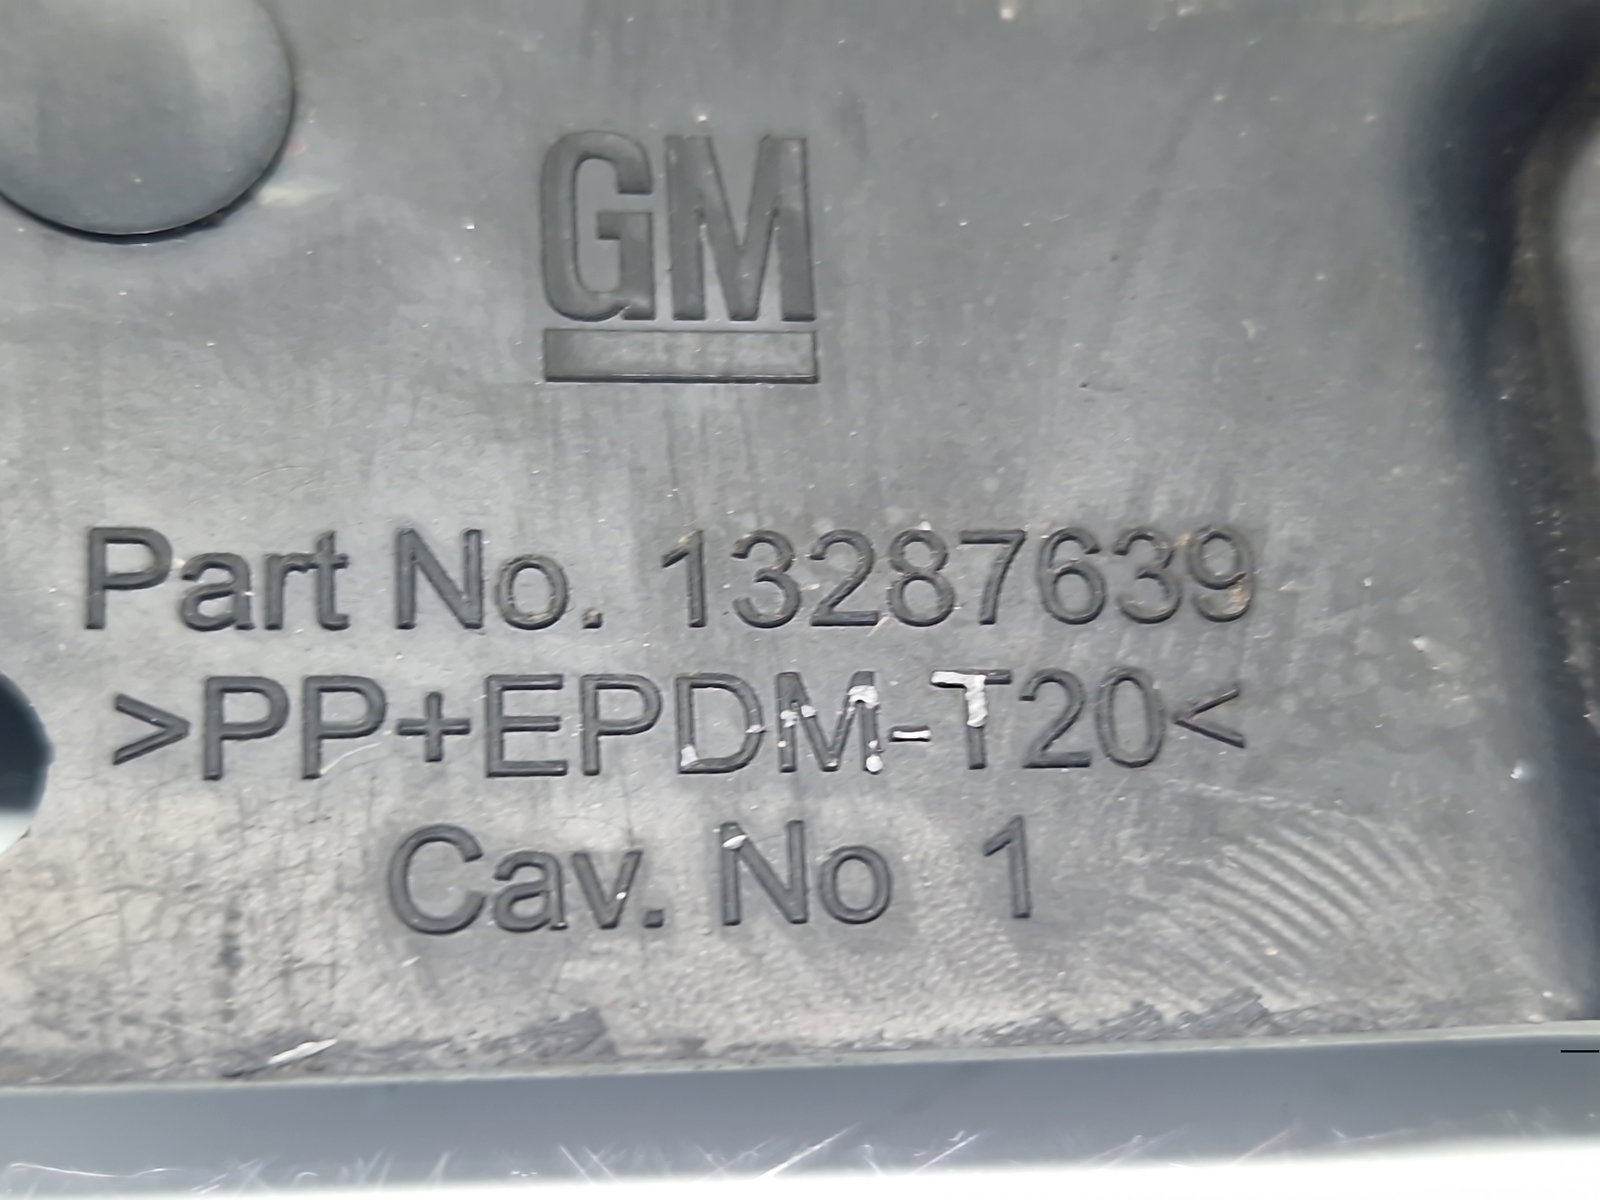 GM
Part No. 13287639
>PP+EPDM-T20<
Cav. No 1